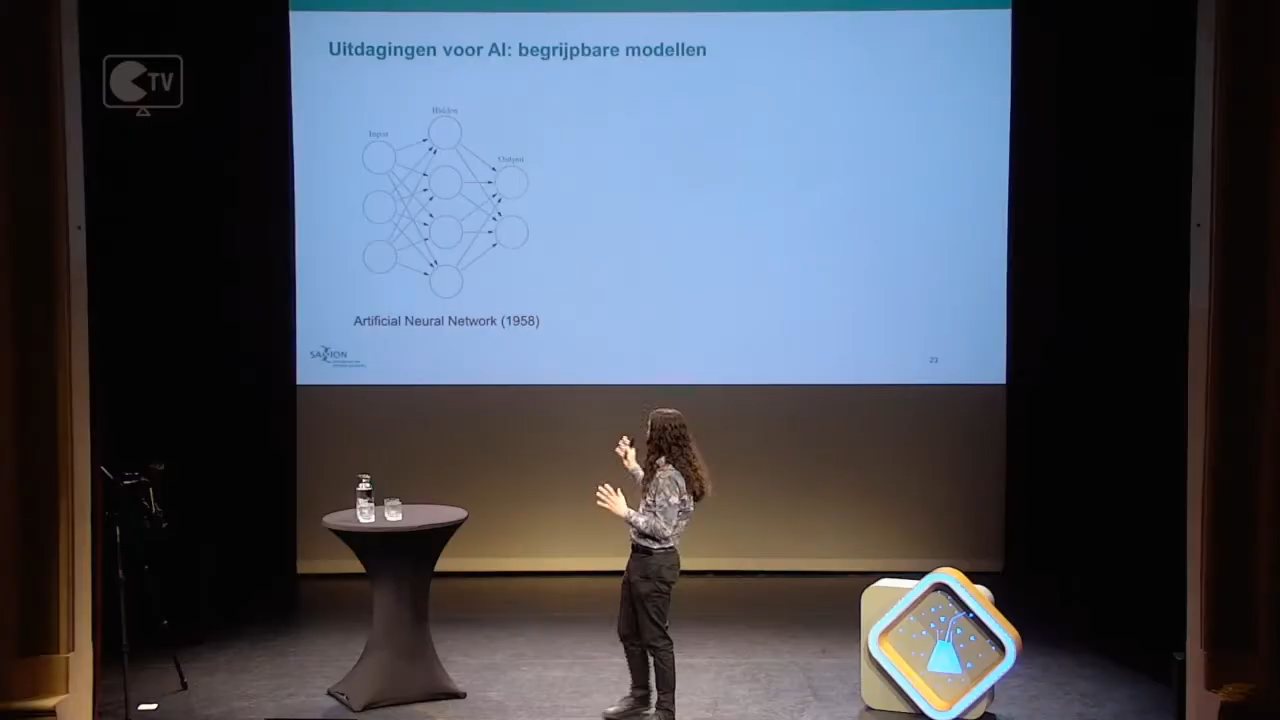 TV
Uitdagingen voor AI: begrijpbare modellen
Hidden
Input
Output
Artificial Neural Network (1958)
SAXION
23